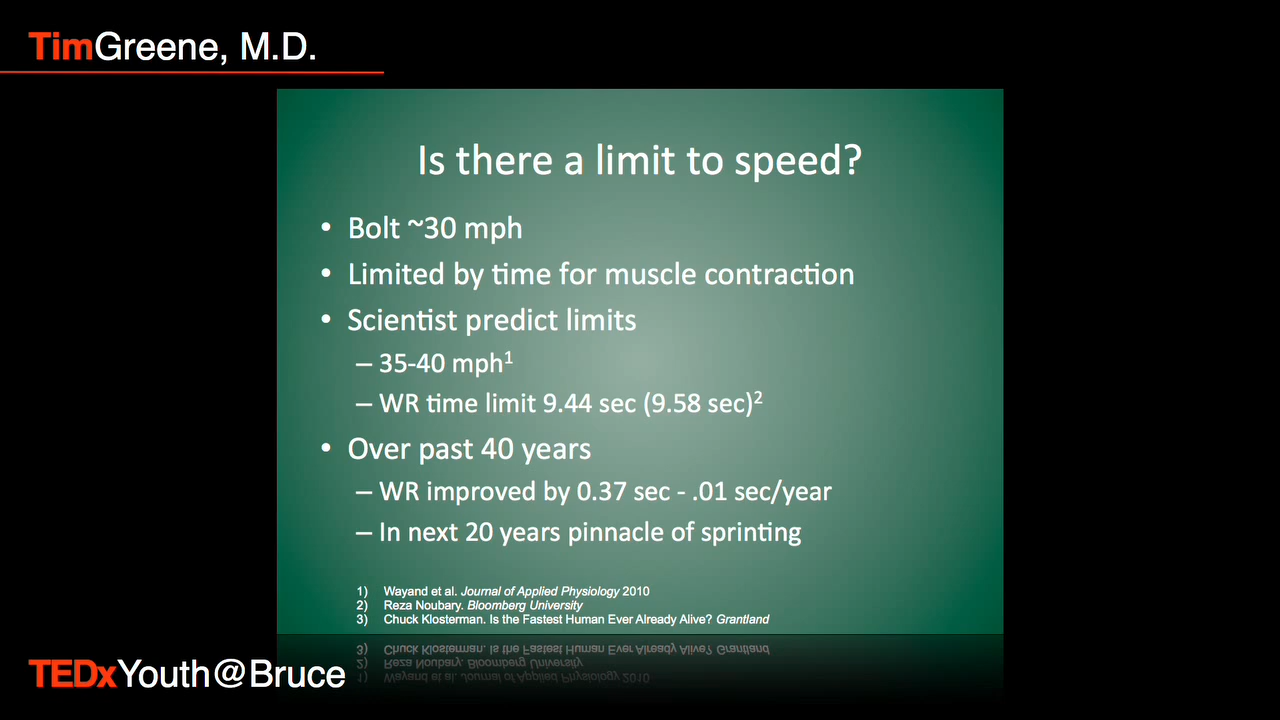 TimGreene, M.D.
Is there a limit to speed?
• Bolt ~30 mph
• Limited by time for muscle contraction
• Scientist predict limits
– 35-40 mph1
– WR time limit 9.44 sec (9.58 sec)2
• Over past 40 years
– WR improved by 0.37 sec - .01 sec/year
– In next 20 years pinnacle of sprinting
1) Wayand et al. Journal of Applied Physiology 2010
2) Reza Noubary. Bloomberg University
3) Chuck Klosterman. Is the Fastest Human Ever Already Alive? Grantland
TEDxYouth@Bruce